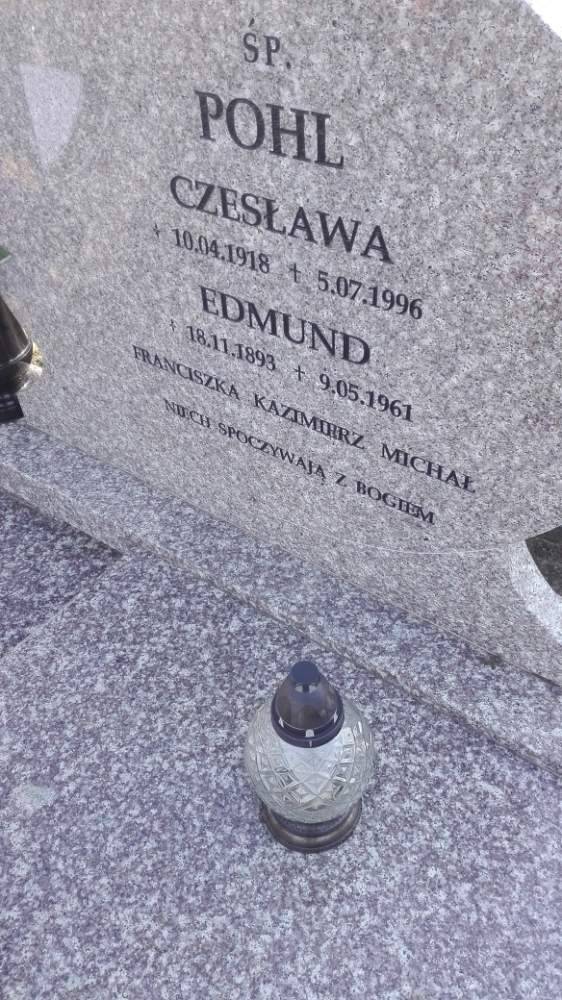 ŚP.
POHL
CZESŁAWA
† 10.04.1918 † 5.07.1996
EDMUND
† 18.11.1893 † 9.05.1961
FRANCISZKA KAZIMIERZ MICHAŁ
NIECH SPOCZYWAJĄ Z BOGIEM